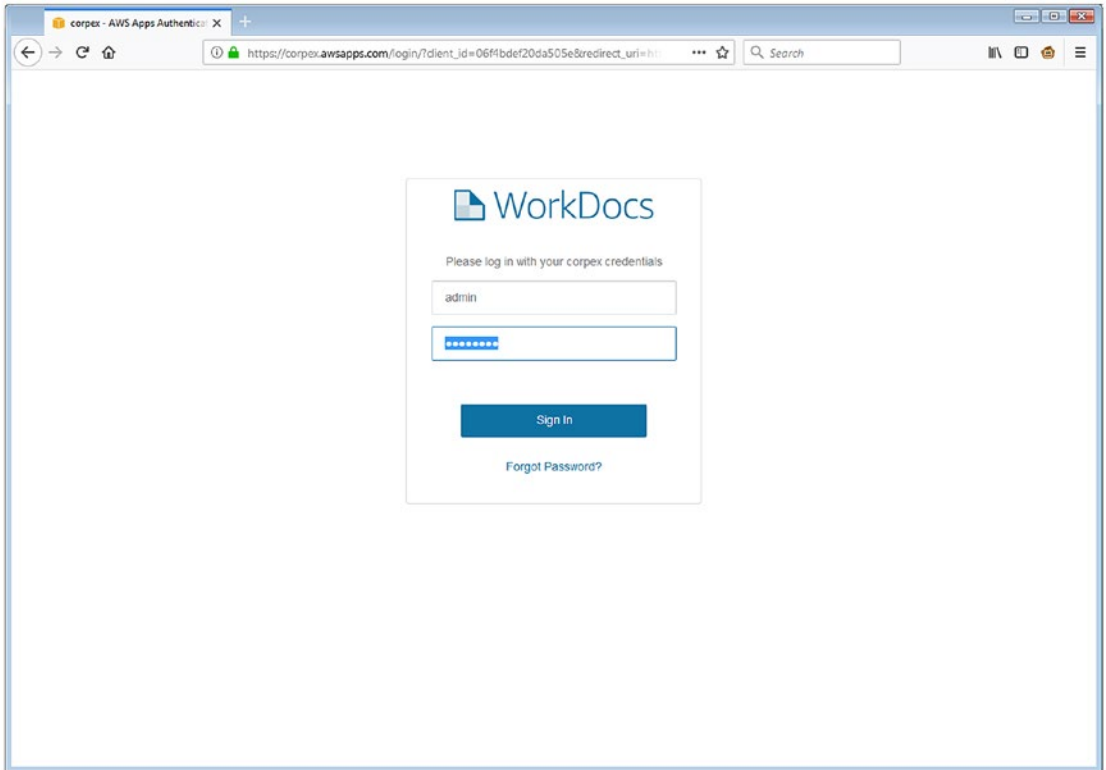 corpex - AWS Apps Authenticat
https://corpex.awsapps.com/login/?client_id=06f4bdef20da505e&redirect_uri=ht
Search
WorkDocs
Please log in with your corpex credentials
admin
Sign In
Forgot Password?